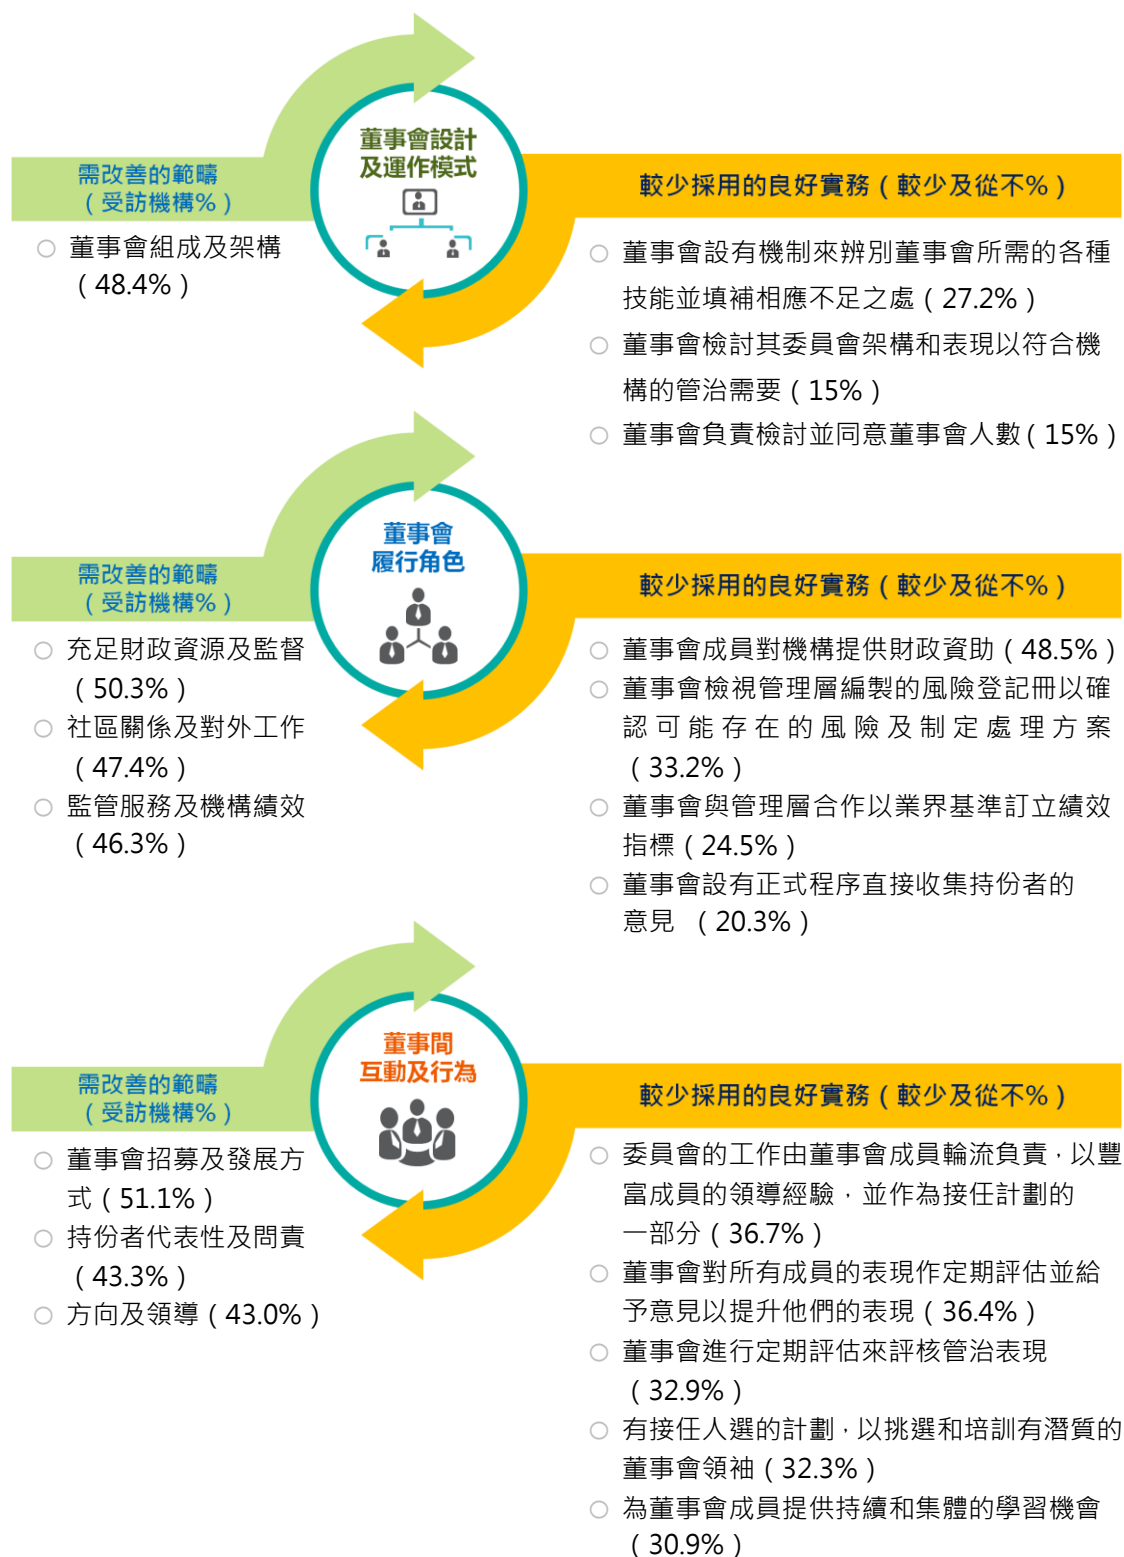 董事會設計
及運作模式
需改善的範疇
（受訪機構%）
董事會組成及架構
（48.4%）
較少採用的良好實務（較少及從不%）
董事會設有機制來辨別董事會所需的各種
技能並填補相應不足之處（27.2%）
董事會檢討其委員會架構和表現以符合機
構的管治需要（15%）
董事會負責檢討並同意董事會人數（15%）
董事會
履行角色
需改善的範疇
（受訪機構%）
充足財政資源及監督
（50.3%）
社區關係及對外工作
（47.4%）
監管服務及機構績效
（46.3%）
較少採用的良好實務（較少及從不%）
董事會成員對機構提供財政資助（48.5%）
董事會檢視管理層編製的風險登記冊以確
認可能存在的風險及制定處理方案
（33.2%）
董事會與管理層合作以業界基準訂立績效
指標（24.5%）
董事會設有正式程序直接收集持份者的
意見 （20.3%）
董事間
互動及行為
需改善的範疇
（受訪機構%）
董事會招募及發展方
式（51.1%）
持份者代表性及問責
（43.3%）
方向及領導（43.0%）
較少採用的良好實務（較少及從不%）
委員會的工作由董事會成員輪流負責，以豐
富成員的領導經驗，並作為接任計劃的
一部分（36.7%）
董事會對所有成員的表現作定期評估並給
予意見以提升他們的表現（36.4%）
董事會進行定期評估來評核管治表現
（32.9%）
有接任人選的計劃，以挑選和培訓有潛質的
董事會領袖（32.3%）
為董事會成員提供持續和集體的學習機會
（30.9%）